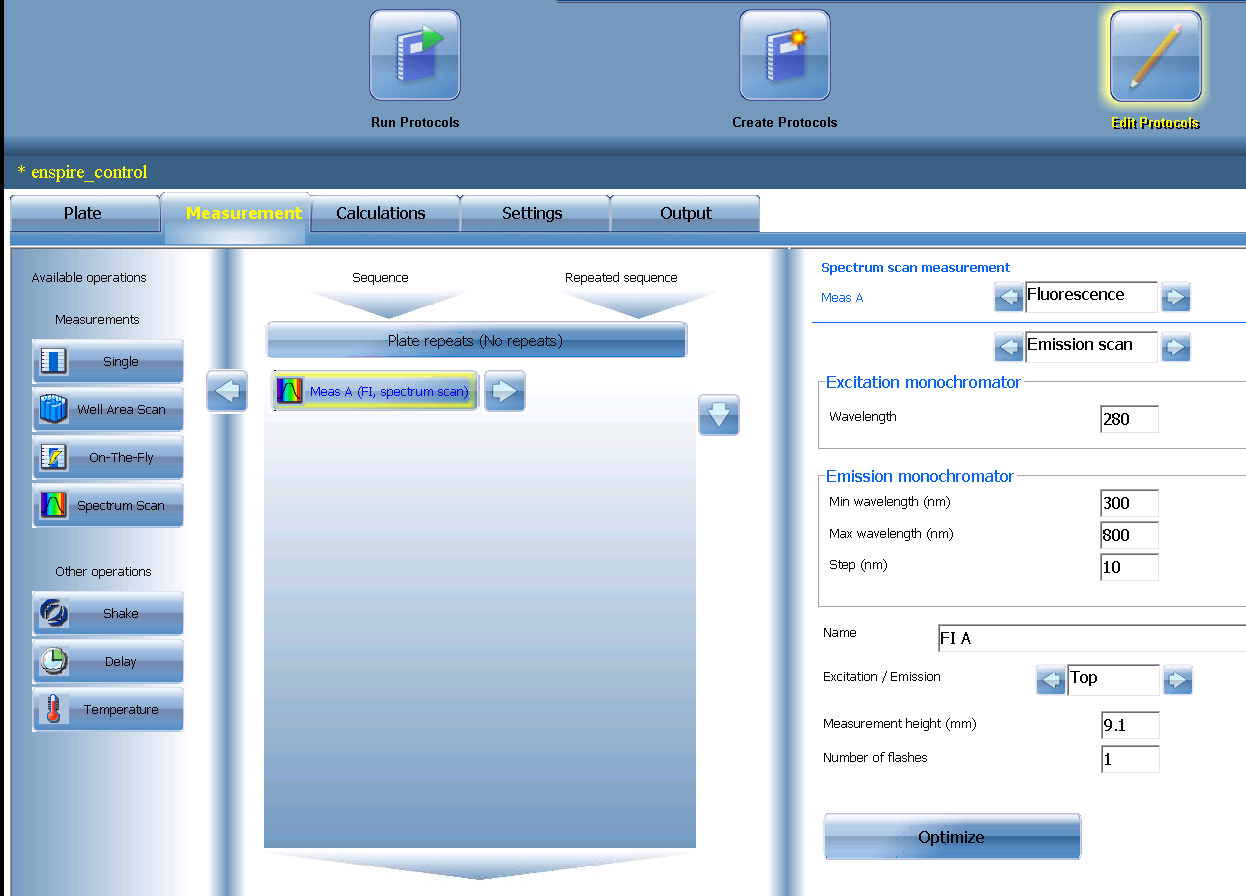 Run Protocols
Create Protocols
Edit Protocols
* enspire_control
Plate
Measurement
Calculations
Settings
Output
Available operations
Measurements
Single
Well Area Scan
On-The-Fly
Spectrum Scan
Other operations
Shake
Delay
Temperature
Sequence
Repeated sequence
Plate repeats (No repeats)
Meas A (FI, spectrum scan)
Spectrum scan measurement
Meas A
Fluorescence
Emission scan
Excitation monochromator
Wavelength
280
Emission monochromator
Min wavelength (nm)
300
Max wavelength (nm)
800
Step (nm)
10
Name
FI A
Excitation / Emission
Top
Measurement height (mm)
9.1
Number of flashes
1
Optimize